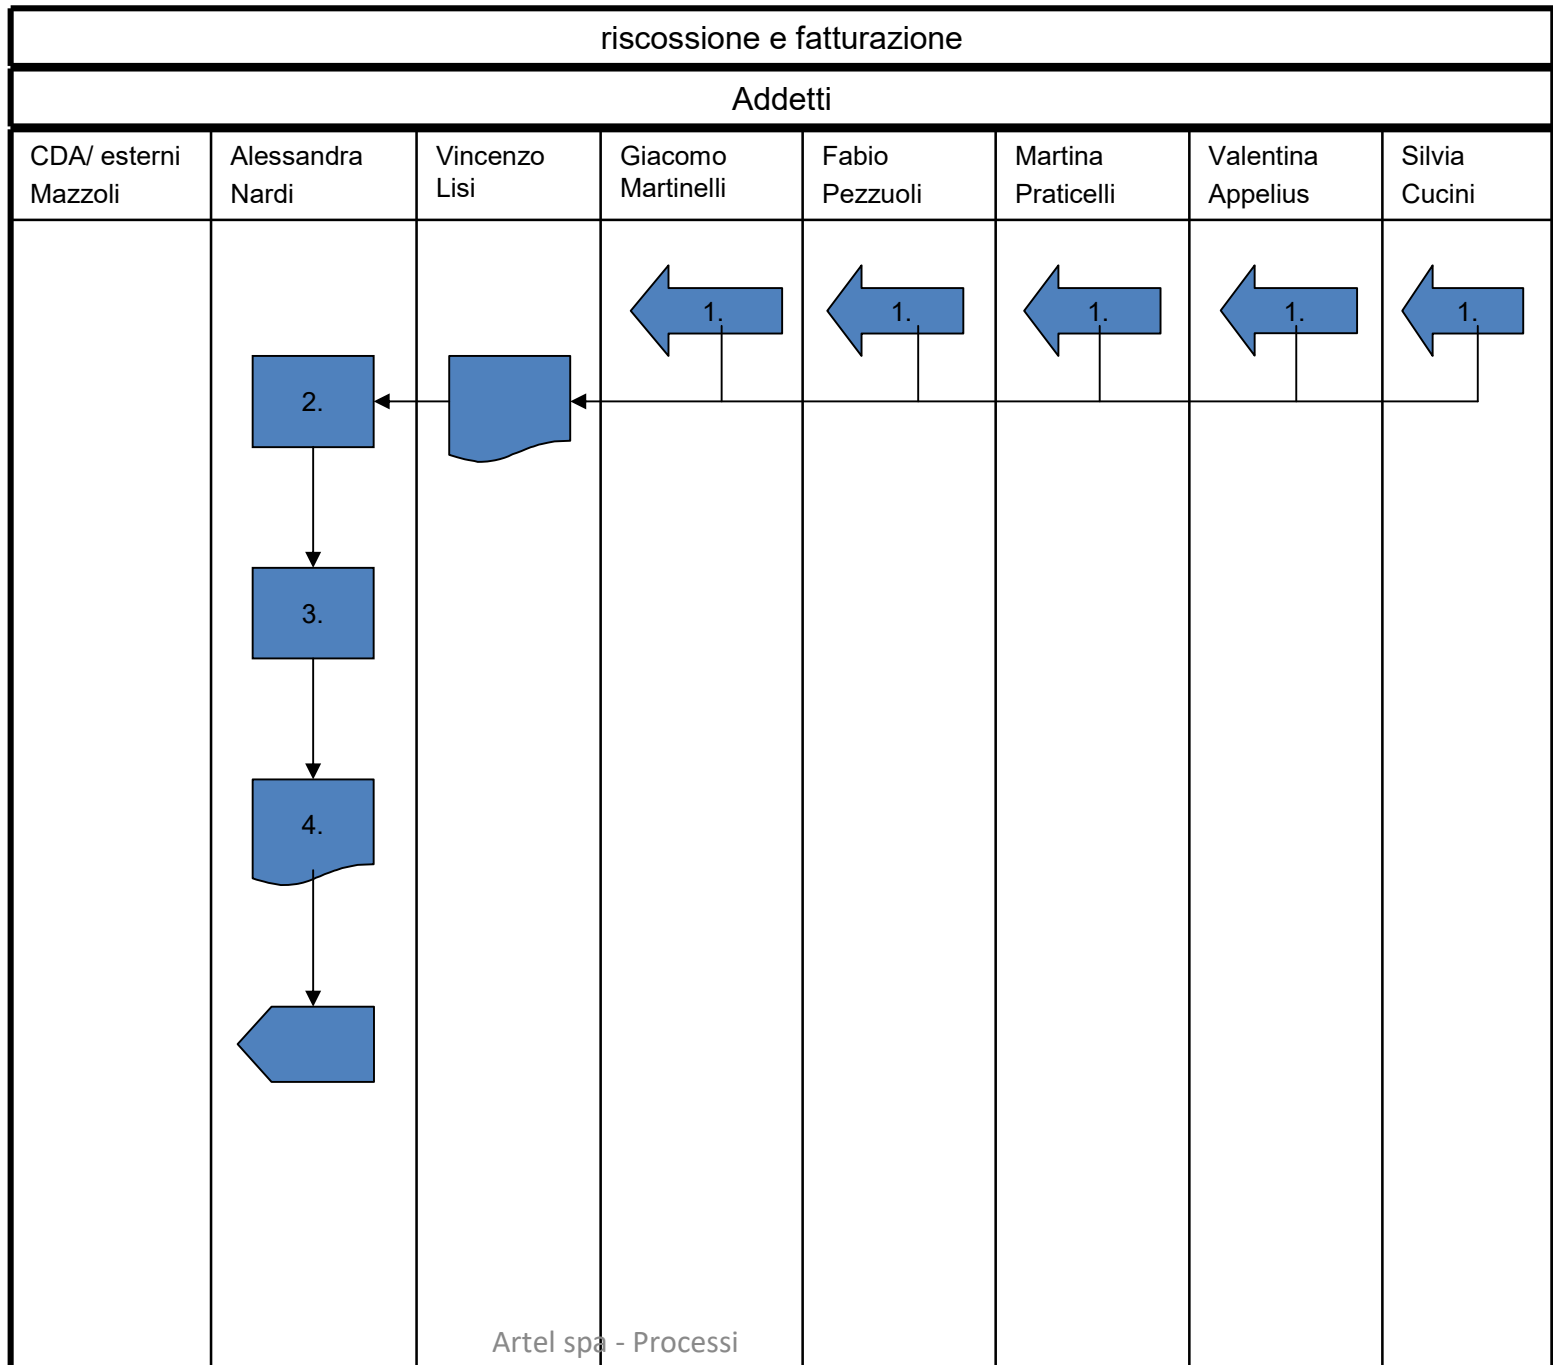 riscossione e fatturazione
Addetti
CDA/ esterni
Mazzoli
Alessandra
Nardi
Vincenzo
Lisi
Giacomo
Martinelli
Fabio
Pezzuoli
Martina
Praticelli
Valentina
Appelius
Silvia
Cucini
1.
1.
1.
1.
1.
2.
3.
4.
Artel spa - Processi